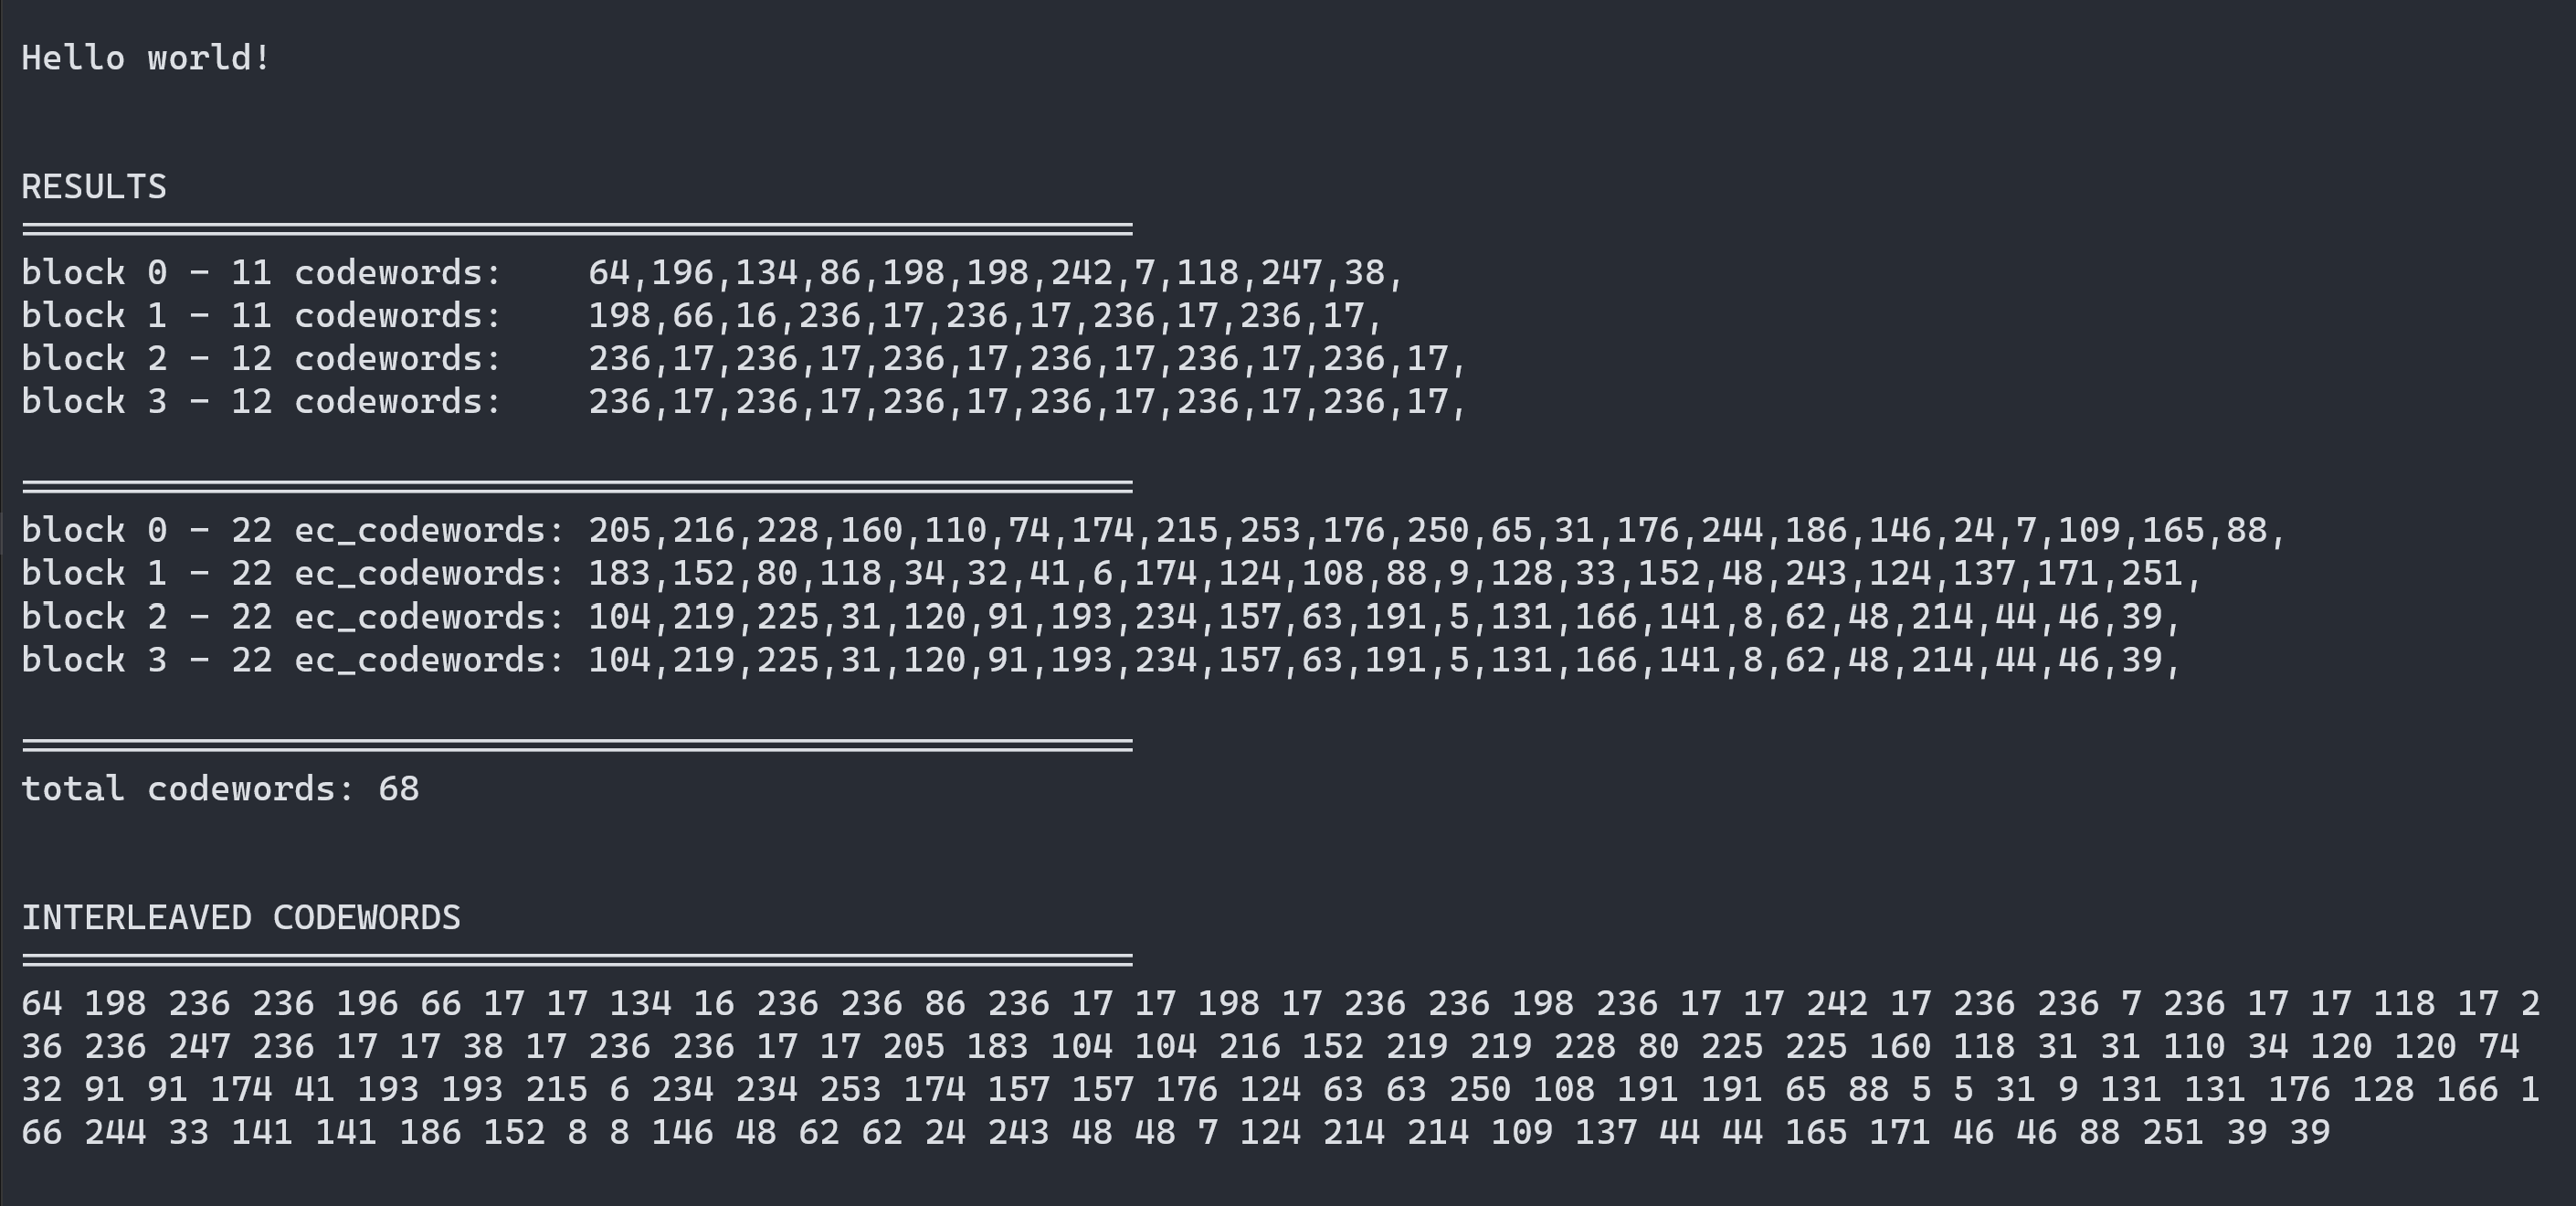 Hello world!
RESULTS
=====================================================
block 0 - 11 codewords:    64,196,134,86,198,198,242,7,118,247,38,
block 1 - 11 codewords:    198,66,16,236,17,236,17,236,17,236,17,
block 2 - 12 codewords:    236,17,236,17,236,17,236,17,236,17,236,17,
block 3 - 12 codewords:    236,17,236,17,236,17,236,17,236,17,236,17,
=====================================================
block 0 - 22 ec_codewords: 205,216,228,160,110,74,174,215,253,176,250,65,31,176,244,186,146,24,7,109,165,88,
block 1 - 22 ec_codewords: 183,152,80,118,34,32,41,6,174,124,108,88,9,128,33,152,48,243,124,137,171,251,
block 2 - 22 ec_codewords: 104,219,225,31,120,91,193,234,157,63,191,5,131,166,141,8,62,48,214,44,46,39,
block 3 - 22 ec_codewords: 104,219,225,31,120,91,193,234,157,63,191,5,131,166,141,8,62,48,214,44,46,39,
=====================================================
total codewords: 68
INTERLEAVED CODEWORDS
=====================================================
64 198 236 236 196 66 17 17 134 16 236 236 86 236 17 17 198 17 236 236 198 236 17 17 242 17 236 236 7 236 17 17 118 17 2
36 236 247 236 17 17 38 17 236 236 17 17 205 183 104 104 216 152 219 219 228 80 225 225 160 118 31 31 110 34 120 120 74
32 91 91 174 41 193 193 215 6 234 234 253 174 157 157 176 124 63 63 250 108 191 191 65 88 5 5 31 9 131 131 176 128 166 1
66 244 33 141 141 186 152 8 8 146 48 62 62 24 243 48 48 7 124 214 214 109 137 44 44 165 171 46 46 88 251 39 39